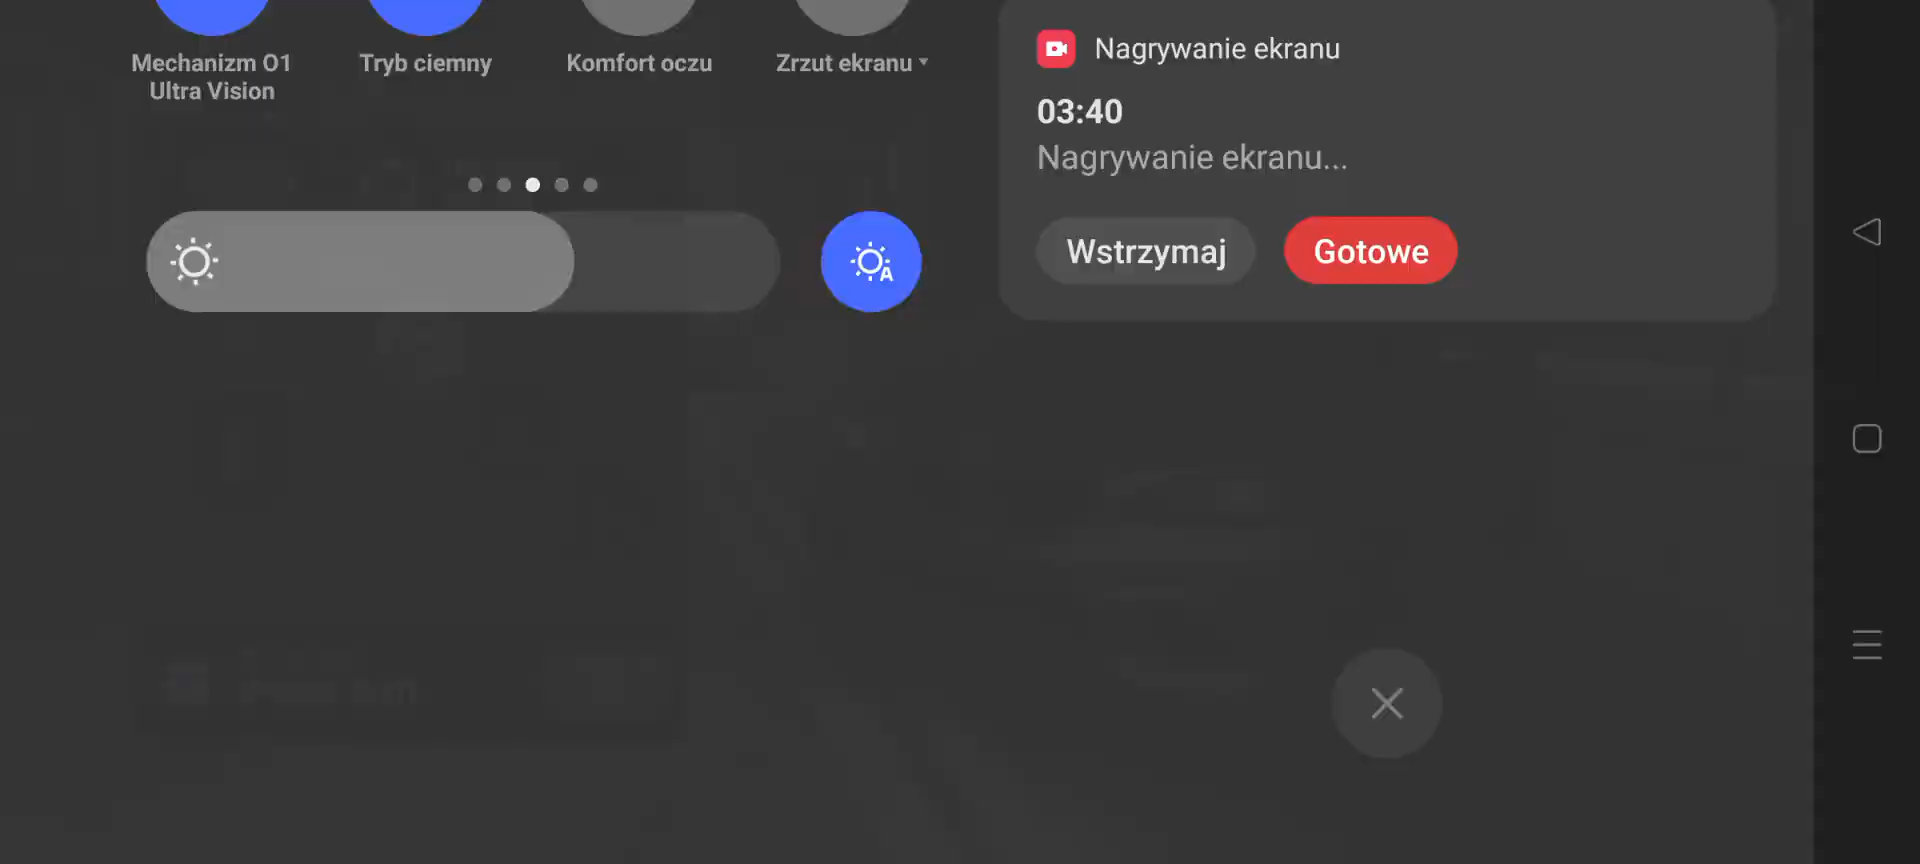 Mechanizm O1
Ultra Vision
Tryb ciemny
Komfort oczu
Zrzut ekranu
Nagrywanie ekranu
03:40
Nagrywanie ekranu...
Wstrzymaj
Gotowe
A